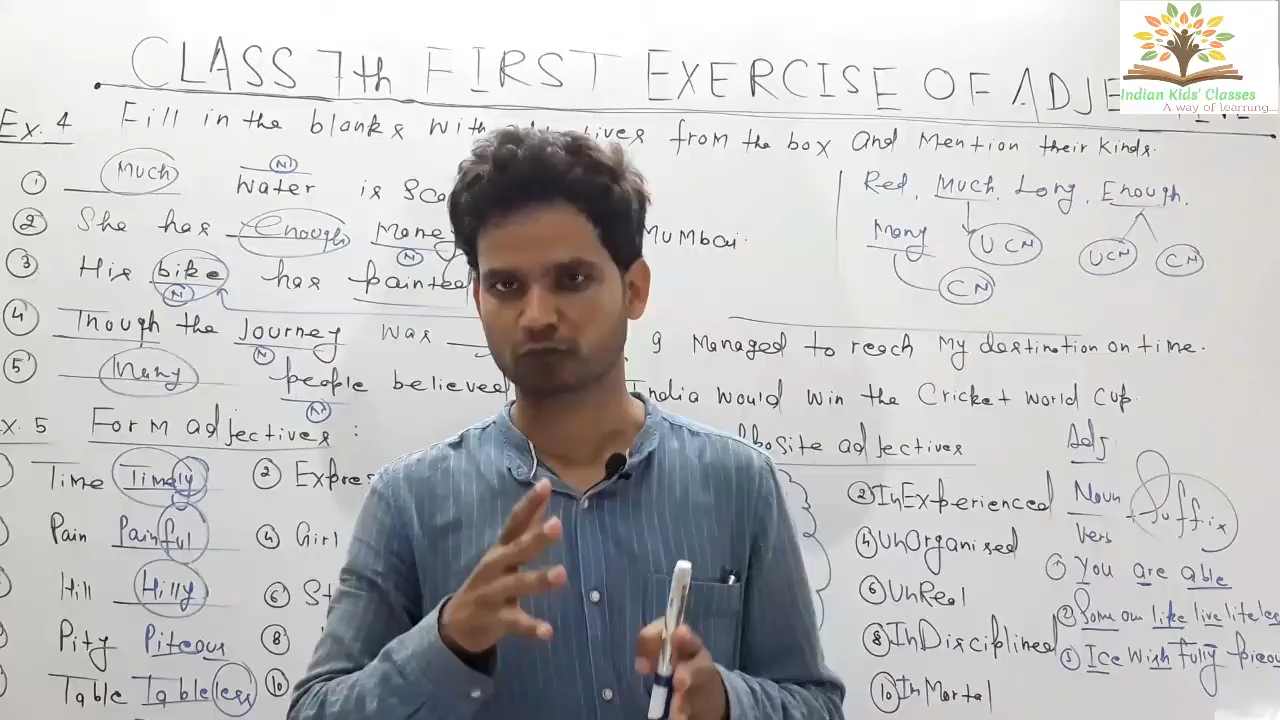 CLASS 7th FIRST EXERCISE OF ADJE
Indian Kids' Classes
A way of learning...
Ex. 4 Fill in the blanks with from the box and Mention their kinds.
① Much Water is Sca
N
② She has enough Money Mumbai.
N
③ His bike has painted
N
④ Though the Journey was I Managed to reach My destination on time.
N
⑤ Many people believed India would win the Cricket world cup.
N
Red, Much, Long, Enough,
Many UCN UCN CN
CN
x. 5 Form adjectives :
posite adjectives
Time Timely ② Expre
Pain Painful ④ Girl
Hill Hilly ⑥ St
Pity Piteous ⑧
Table Tableless ⑩
② InExperienced
④ UnOrganised
⑥ UnReal
⑧ InDisciplined
⑩ InMortal
Adj
Noun
Verb + Suffix
① You are able
② Some ous like live lite less
③ Ice Wish fully